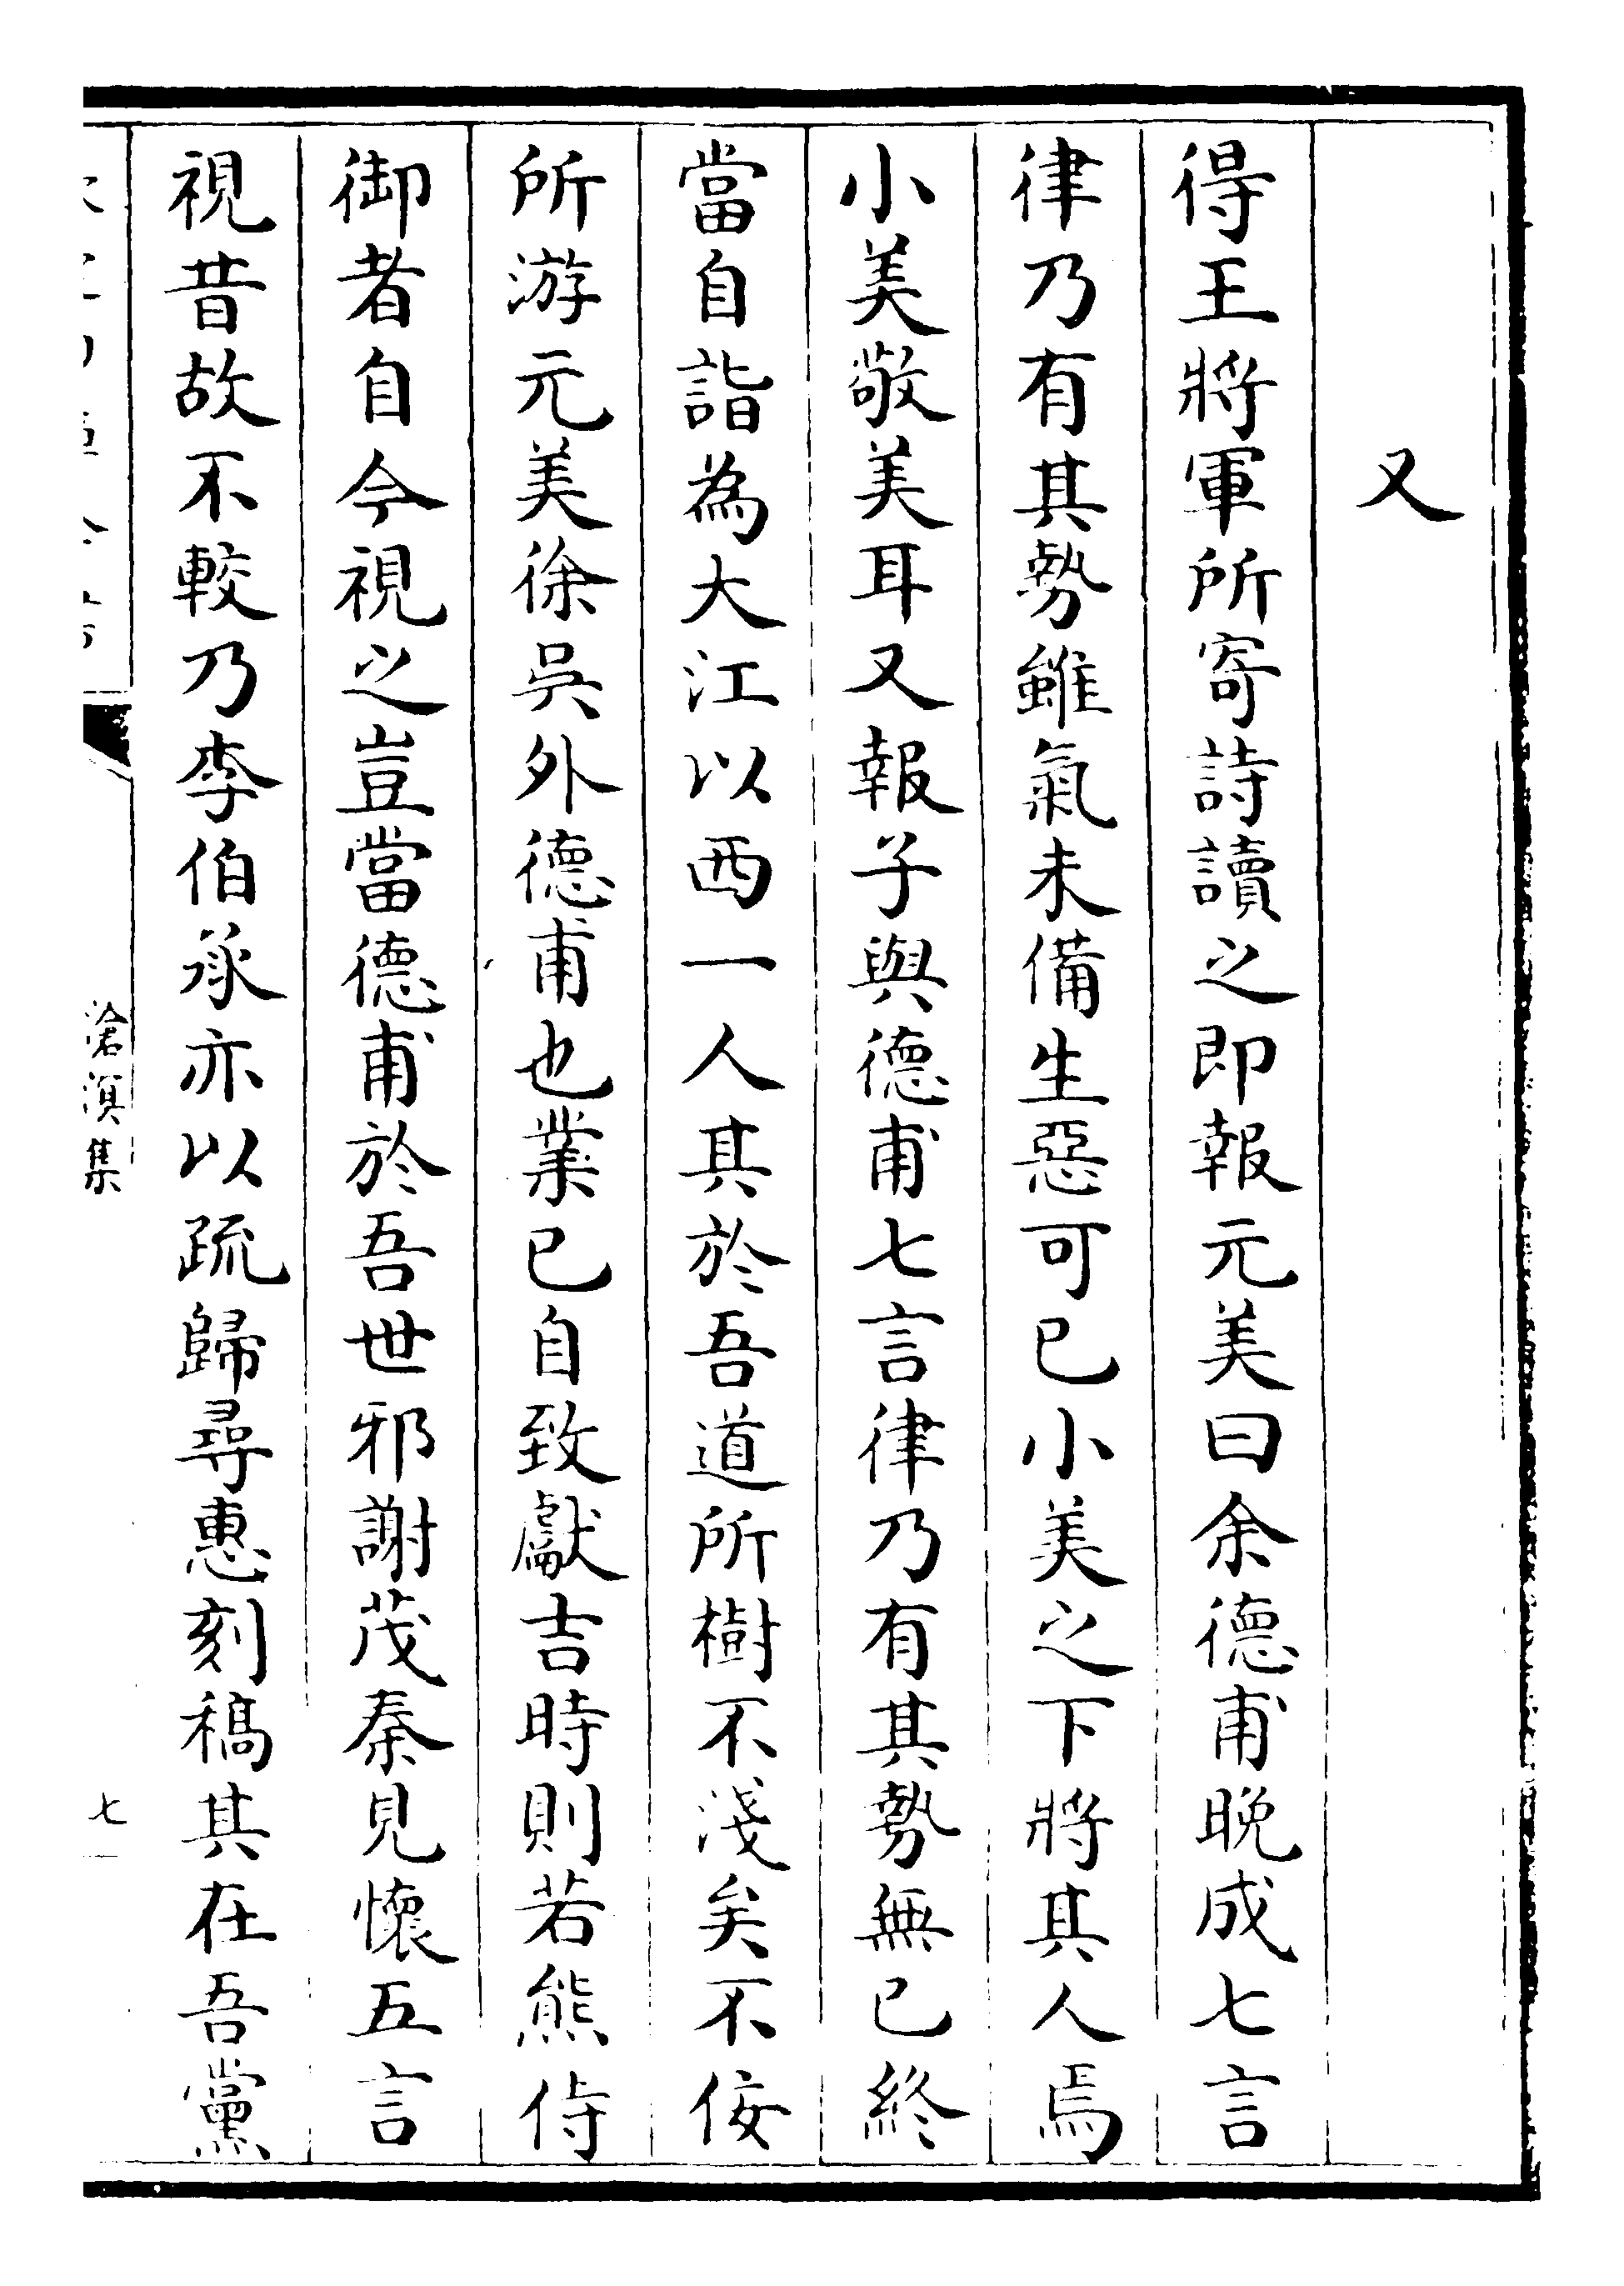 又
得王將軍所寄詩讀之即報元美曰余德甫晚成七言
律乃有其勢雖氣未備生惡可已小美之下將其人焉
小美敬美耳又報子與德甫七言律乃有其勢無已終
當自詣為大江以西一人其於吾道所樹不淺矣不佞
所游元美徐吳外德甫也業已自致獻吉時則若熊侍
御者自今視之豈當德甫於吾世邪謝茂秦見懷五言
視昔故不較乃李伯承亦以疏歸尋惠刻稿其在吾黨
滄溟集
七